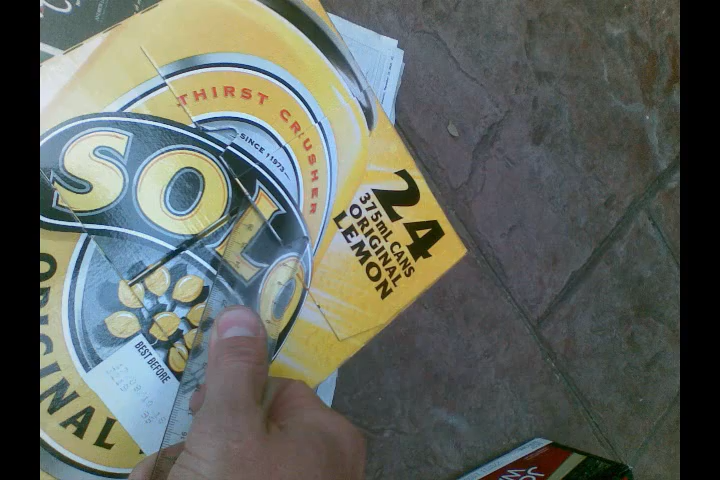 THIRST CRUSHER
SINCE 1973
SOLO
24
375mL CANS
ORIGINAL
LEMON
BEST BEFORE
ORIGINAL